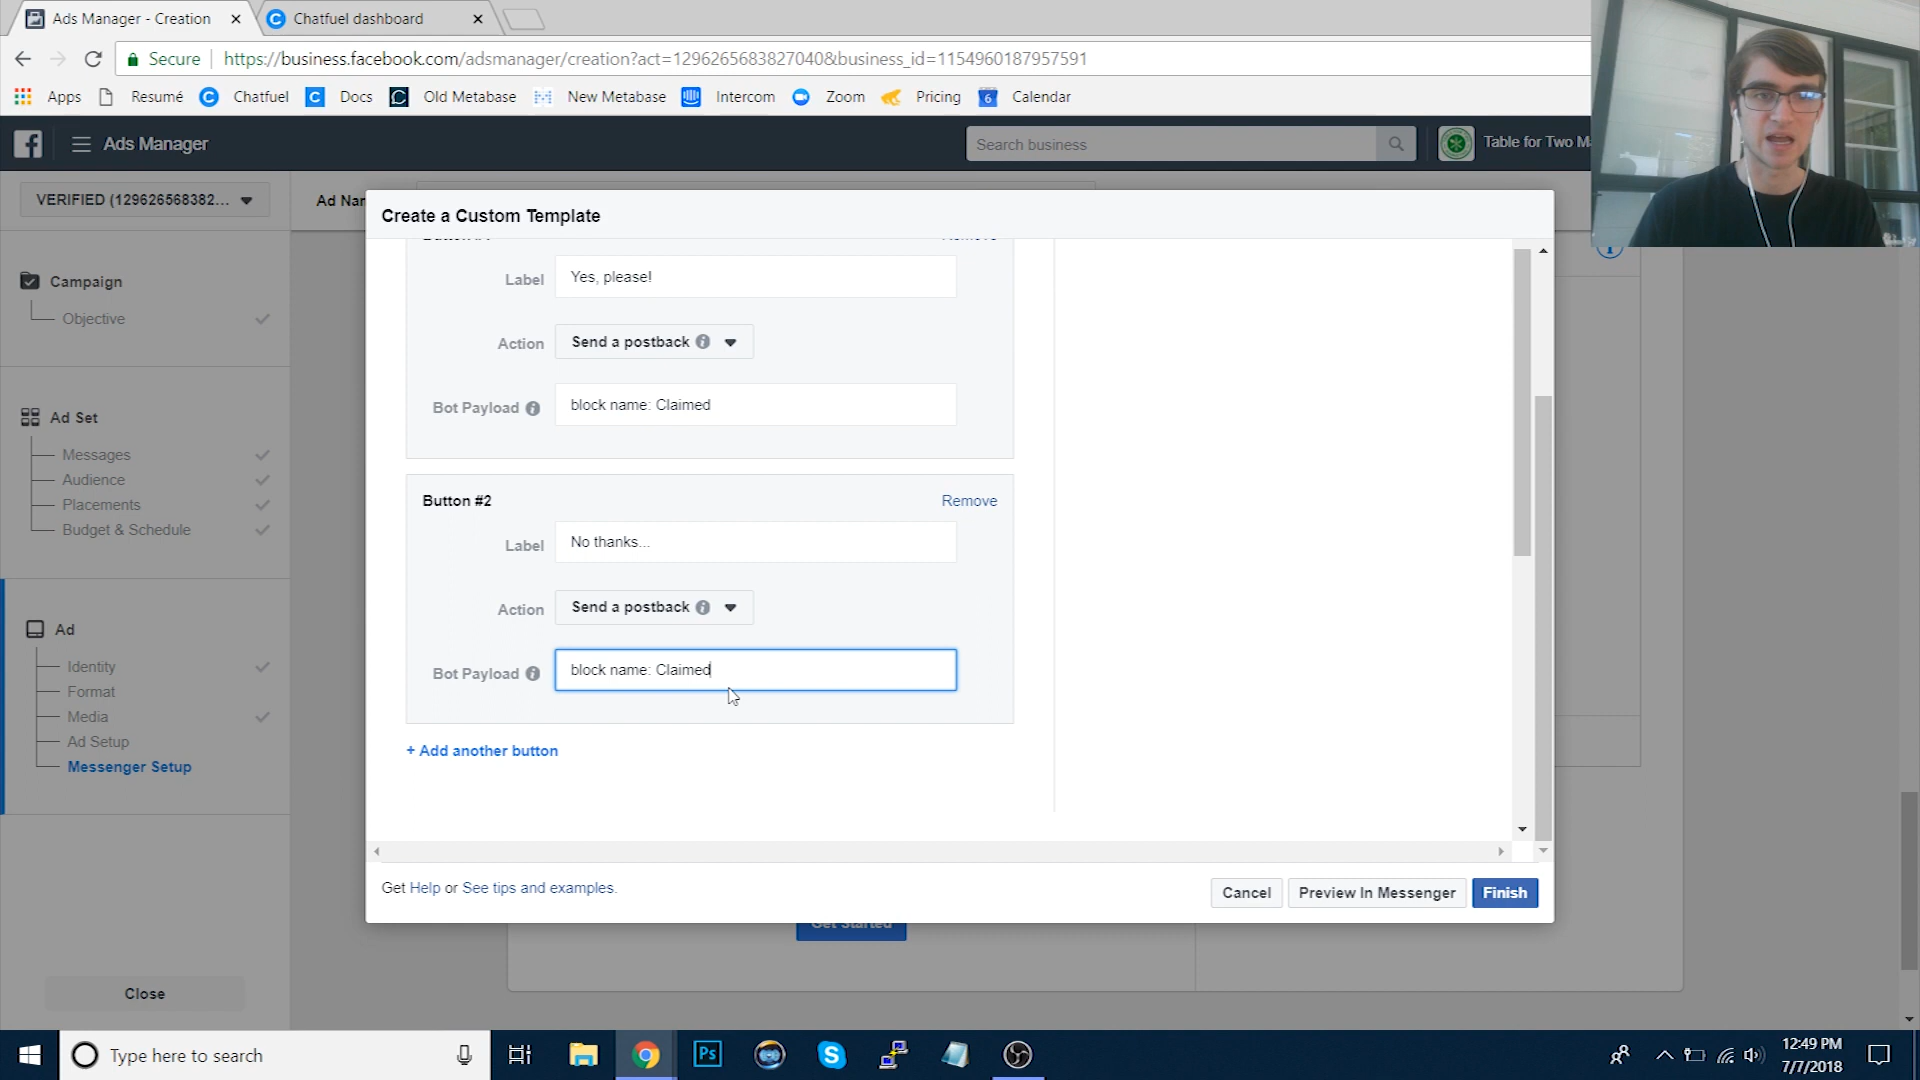 Ads Manager - Creation
Chatfuel dashboard
Secure
https://business.facebook.com/adsmanager/creation?act=1296265683827040&business_id=1154960187957591
Apps
Resumé
Chatfuel
Docs
Old Metabase
New Metabase
Intercom
Zoom
Pricing
6
Calendar
Ads Manager
Search business
Table for Two Ma
VERIFIED (129626568382...
Ad Nar
Create a Custom Template
Campaign
Objective
Ad Set
Messages
Audience
Placements
Budget & Schedule
Ad
Identity
Format
Media
Ad Setup
Messenger Setup
Close
Label
Yes, please!
Action
Send a postback
Bot Payload
block name: Claimed
Button #2
Remove
Label
No thanks...
Action
Send a postback
Bot Payload
block name: Claimed
+ Add another button
Get Help or See tips and examples.
Cancel
Preview In Messenger
Finish
Get Started
Type here to search
Ps
12:49 PM
7/7/2018